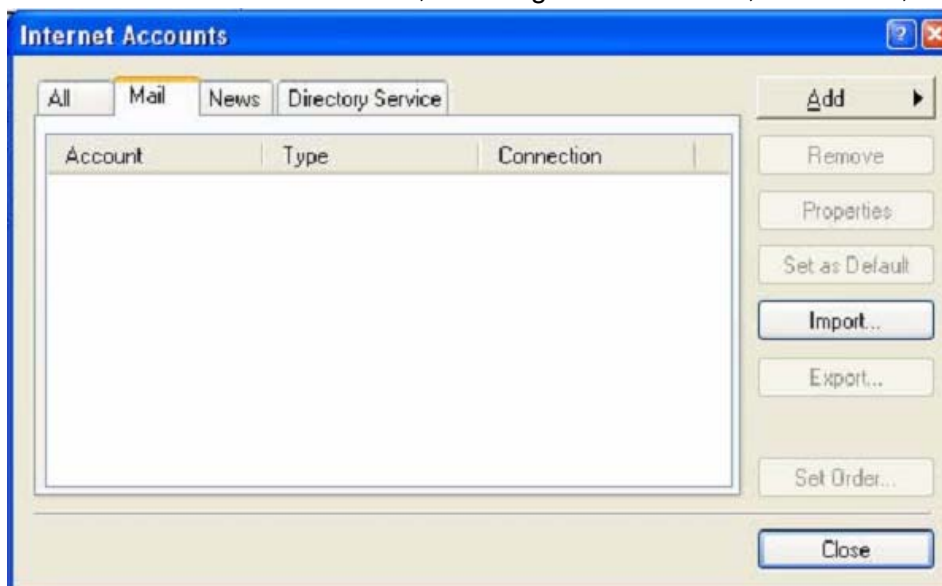 Internet Accounts
All Mail News Directory Service
Add
Account Type Connection
Remove
Properties
Set as Default
Import...
Export...
Set Order...
Close